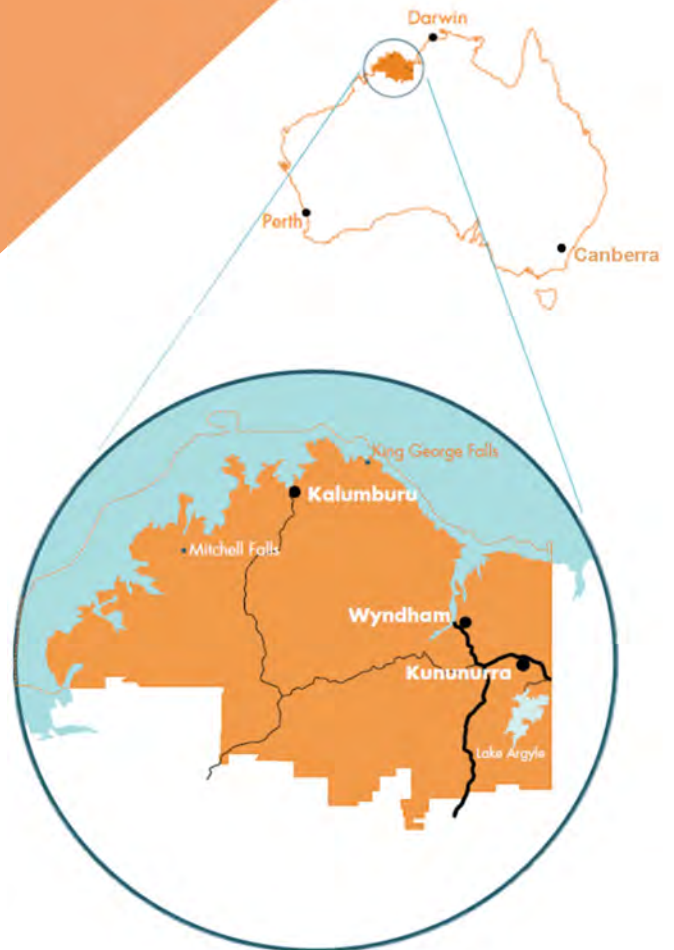 Darwin
Perth
Canberra
King George Falls
Kalumburu
Mitchell Falls
Wyndham
Kununurra
Lake Argyle